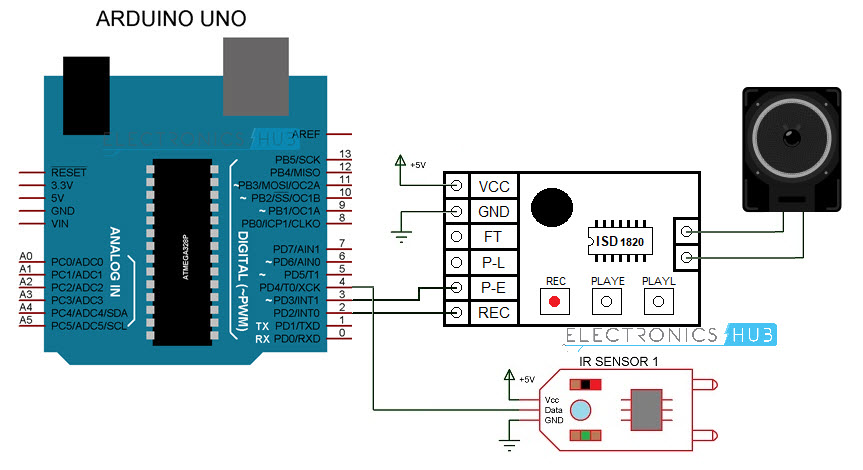 ARDUINO UNO
ELECTRONICS HUB
AREF
RESET
3.3V
5V
GND
VIN
A0 PC0/ADC0
A1 PC1/ADC1
A2 PC2/ADC2
A3 PC3/ADC3
A4 PC4/ADC4/SDA
A5 PC5/ADC5/SCL
ANALOG IN
ATMEGA328P
DIGITAL (~PWM)
PB5/SCK 13
PB4/MISO 12
~PB3/MOSI/OC2A 11
~ PB2/SS/OC1B 10
~ PB1/OC1A 9
PB0/ICP1/CLKO 8
PD7/AIN1 7
~ PD6/AIN0 6
~ PD5/T1 5
PD4/T0/XCK 4
~ PD3/INT1 3
PD2/INT0 2
TX PD1/TXD 1
RX PD0/RXD 0
+5V
VCC
GND
FT
P-L
P-E
REC
ISD1820
REC PLAYE PLAYL
ELECTRONICS HUB
IR SENSOR 1
+5V
Vcc
Data
GND